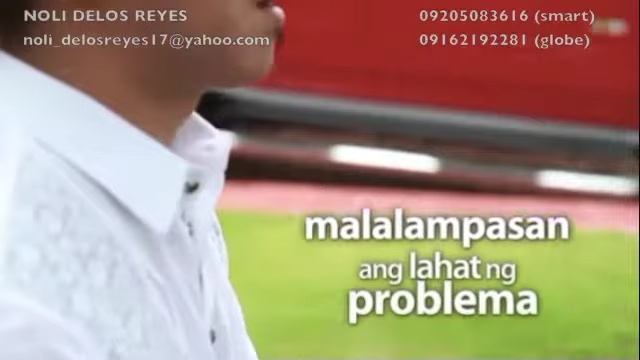 NOLI DELOS REYES
noli_delosreyes17@yahoo.com
09205083616 (smart)
09162192281 (globe)
malalampasan
ang lahat ng
problema